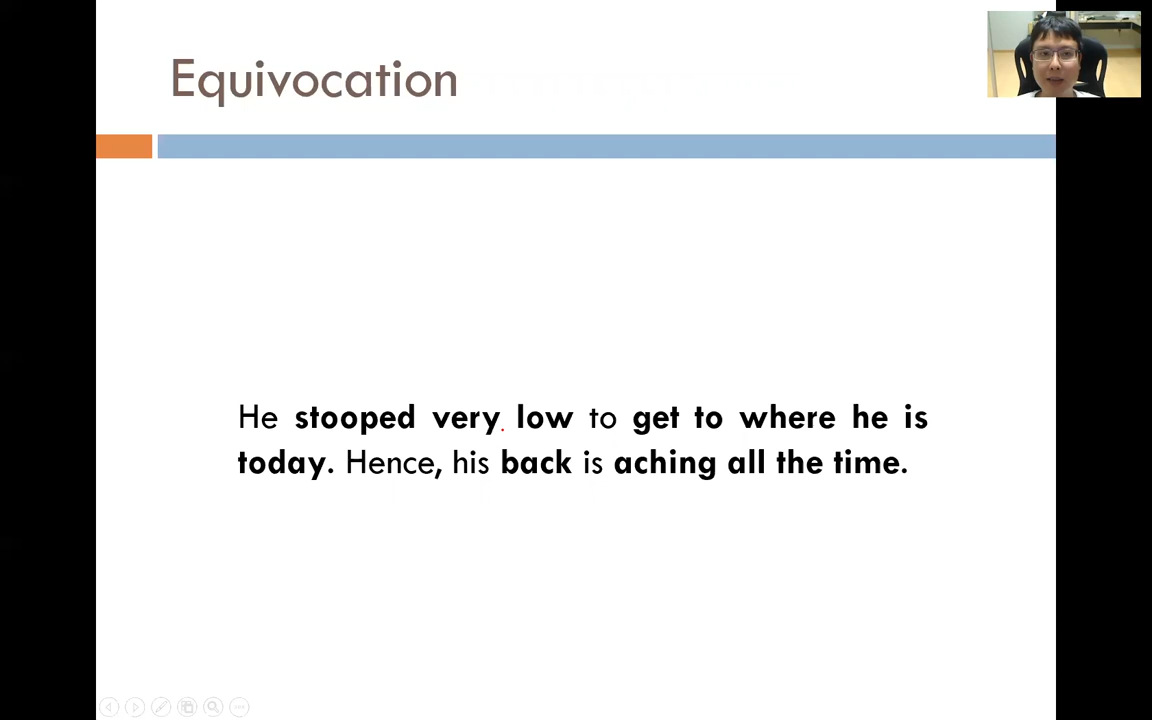 Equivocation
He stooped very low to get to where he is
today. Hence, his back is aching all the time.